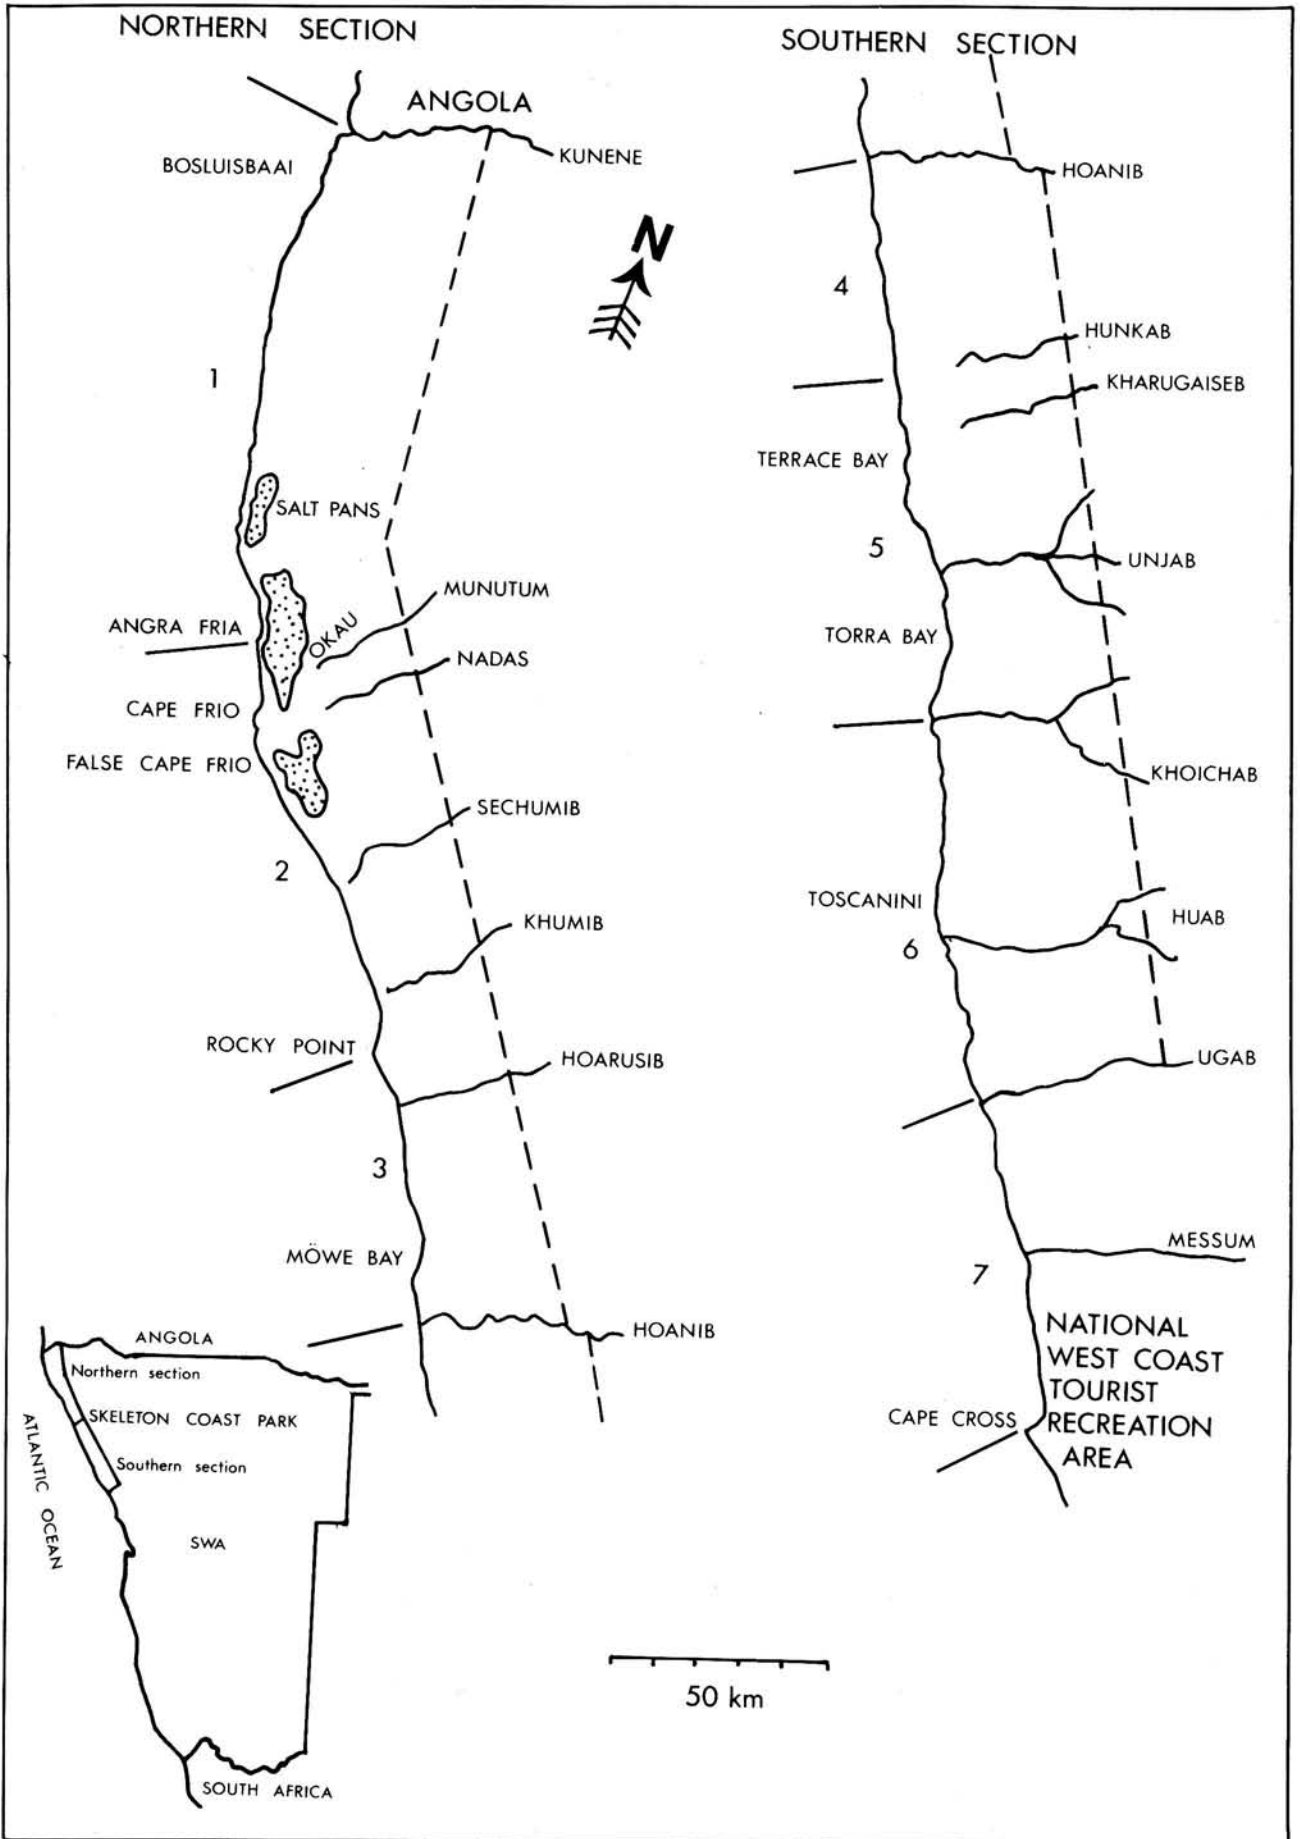 NORTHERN SECTION
ANGOLA
KUNENE
BOSLUISBAAI
N
1
SALT PANS
MUNUTUM
ANGRA FRIA
OKAU
NADAS
CAPE FRIO
FALSE CAPE FRIO
SECHUMIB
2
KHUMIB
ROCKY POINT
HOARUSIB
3
MÖWE BAY
HOANIB
SOUTHERN SECTION
HOANIB
4
HUNKAB
KHARUGAISEB
TERRACE BAY
5
UNJAB
TORRA BAY
KHOICHAB
TOSCANINI
HUAB
6
UGAB
MESSUM
7
NATIONAL
WEST COAST
TOURIST
RECREATION
AREA
CAPE CROSS
ANGOLA
Northern section
SKELETON COAST PARK
Southern section
ATLANTIC OCEAN
SWA
SOUTH AFRICA
50 km